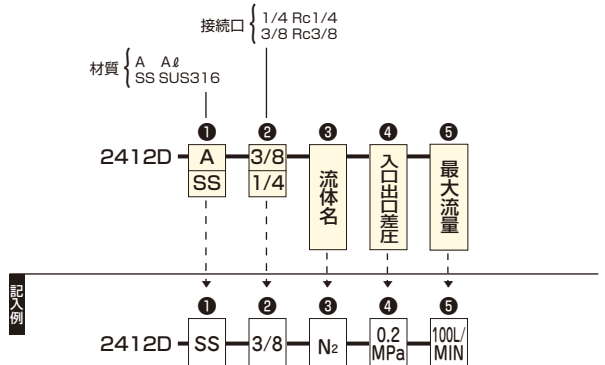 接続口 { 1/4 Rc1/4
3/8 Rc3/8
材質 { A Aℓ
SS SUS316
❶ ❷ ❸ ❹ ❺
2412D A 3/8 流体名 入口出口差圧 最大流量
SS 1/4
記入例
❶ ❷ ❸ ❹ ❺
2412D SS 3/8 N₂ 0.2 MPa 100L/MIN